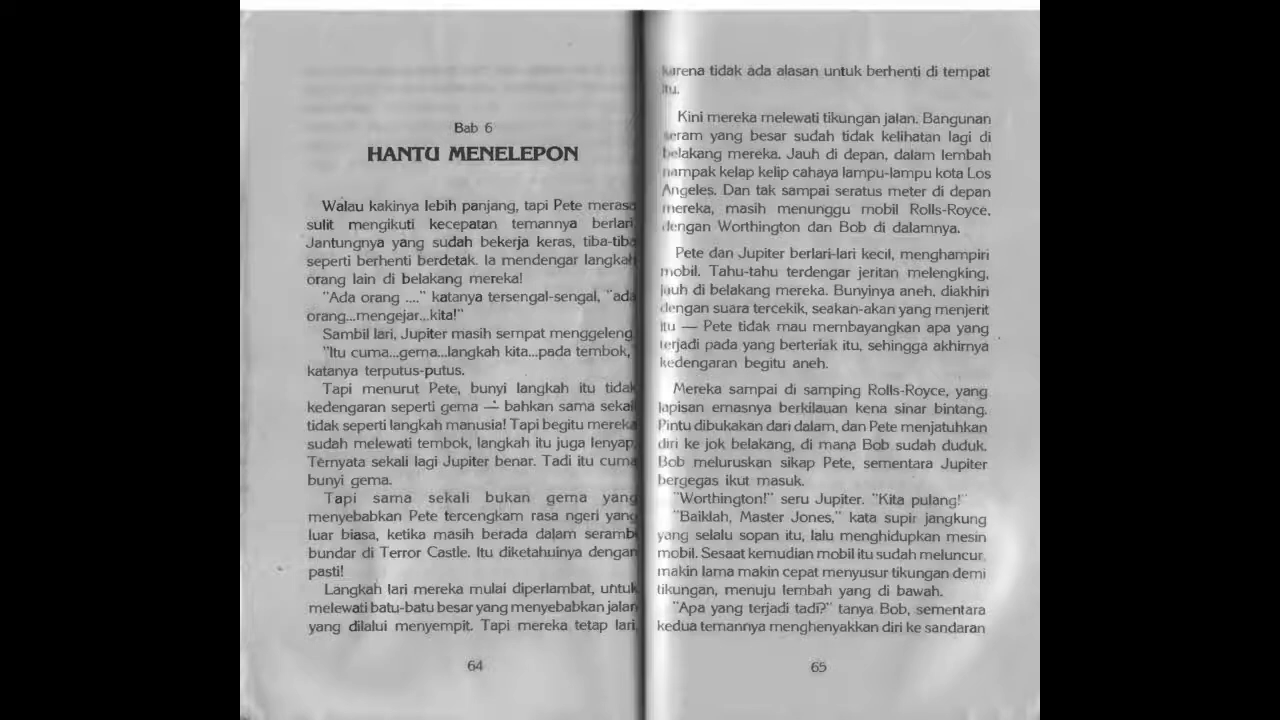 Bab 6
HANTU MENELEPON
Walau kakinya lebih panjang, tapi Pete merasa
sulit mengikuti kecepatan temannya berlari.
Jantungnya yang sudah bekerja keras, tiba-tiba
seperti berhenti berdetak. Ia mendengar langkah
orang lain di belakang mereka!
"Ada orang ...." katanya tersengal-sengal, "ada
orang...mengejar...kita!"
Sambil lari, Jupiter masih sempat menggeleng.
"Itu cuma...gema...langkah kita...pada tembok,"
katanya terputus-putus.
Tapi menurut Pete, bunyi langkah itu tidak
kedengaran seperti gema — bahkan sama sekali
tidak seperti langkah manusia! Tapi begitu mereka
sudah melewati tembok, langkah itu juga lenyap.
Ternyata sekali lagi Jupiter benar. Tadi itu cuma
bunyi gema.
Tapi sama sekali bukan gema yang
menyebabkan Pete tercengkam rasa ngeri yang
luar biasa, ketika masih berada dalam serambi
bundar di Terror Castle. Itu diketahuinya dengan
pasti!
Langkah lari mereka mulai diperlambat, untuk
melewati batu-batu besar yang menyebabkan jalan
yang dilalui menyempit. Tapi mereka tetap lari,
64
karena tidak ada alasan untuk berhenti di tempat
itu.
Kini mereka melewati tikungan jalan. Bangunan
seram yang besar sudah tidak kelihatan lagi di
belakang mereka. Jauh di depan, dalam lembah
nampak kelap kelip cahaya lampu-lampu kota Los
Angeles. Dan tak sampai seratus meter di depan
mereka, masih menunggu mobil Rolls-Royce,
dengan Worthington dan Bob di dalamnya.
Pete dan Jupiter berlari-lari kecil, menghampiri
mobil. Tahu-tahu terdengar jeritan melengking,
jauh di belakang mereka. Bunyinya aneh, diakhiri
dengan suara tercekik, seakan-akan yang menjerit
itu — Pete tidak mau membayangkan apa yang
terjadi pada yang berteriak itu, sehingga akhirnya
kedengaran begitu aneh.
Mereka sampai di samping Rolls-Royce, yang
lapisan emasnya berkilauan kena sinar bintang.
Pintu dibukakan dari dalam, dan Pete menjatuhkan
diri ke jok belakang, di mana Bob sudah duduk.
Bob meluruskan sikap Pete, sementara Jupiter
bergegas ikut masuk.
"Worthington!" seru Jupiter. "Kita pulang!"
"Baiklah, Master Jones," kata supir jangkung
yang selalu sopan itu, lalu menghidupkan mesin
mobil. Sesaat kemudian mobil itu sudah meluncur,
makin lama makin cepat menyusur tikungan demi
tikungan, menuju lembah yang di bawah.
"Apa yang terjadi tadi?" tanya Bob, sementara
kedua temannya menghenyakkan diri ke sandaran
65